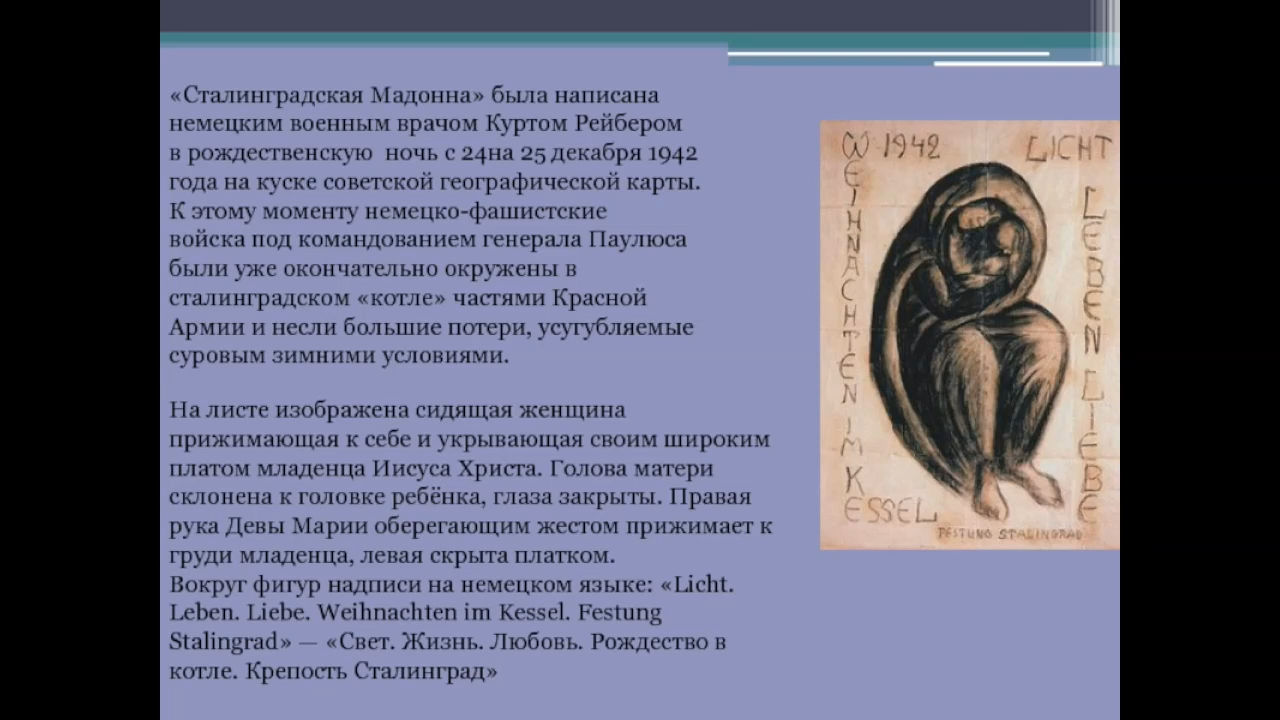 «Сталинградская Мадонна» была написана
немецким военным врачом Куртом Рейбером
в рождественскую  ночь с 24на 25 декабря 1942
года на куске советской географической карты.
К этому моменту немецко-фашистские
войска под командованием генерала Паулюса
были уже окончательно окружены в
сталинградском «котле» частями Красной
Армии и несли большие потери, усугубляемые
суровым зимними условиями.
На листе изображена сидящая женщина
прижимающая к себе и укрывающая своим широким
платом младенца Иисуса Христа. Голова матери
склонена к головке ребёнка, глаза закрыты. Правая
рука Девы Марии оберегающим жестом прижимает к
груди младенца, левая скрыта платком.
Вокруг фигур надписи на немецком языке: «Licht.
Leben. Liebe. Weihnachten im Kessel. Festung
Stalingrad» — «Свет. Жизнь. Любовь. Рождество в
котле. Крепость Сталинград»
1942
WEIHNACHTEN IM KESSEL
LICHT
LEBEN LIEBE
FESTUNG STALINGRAD